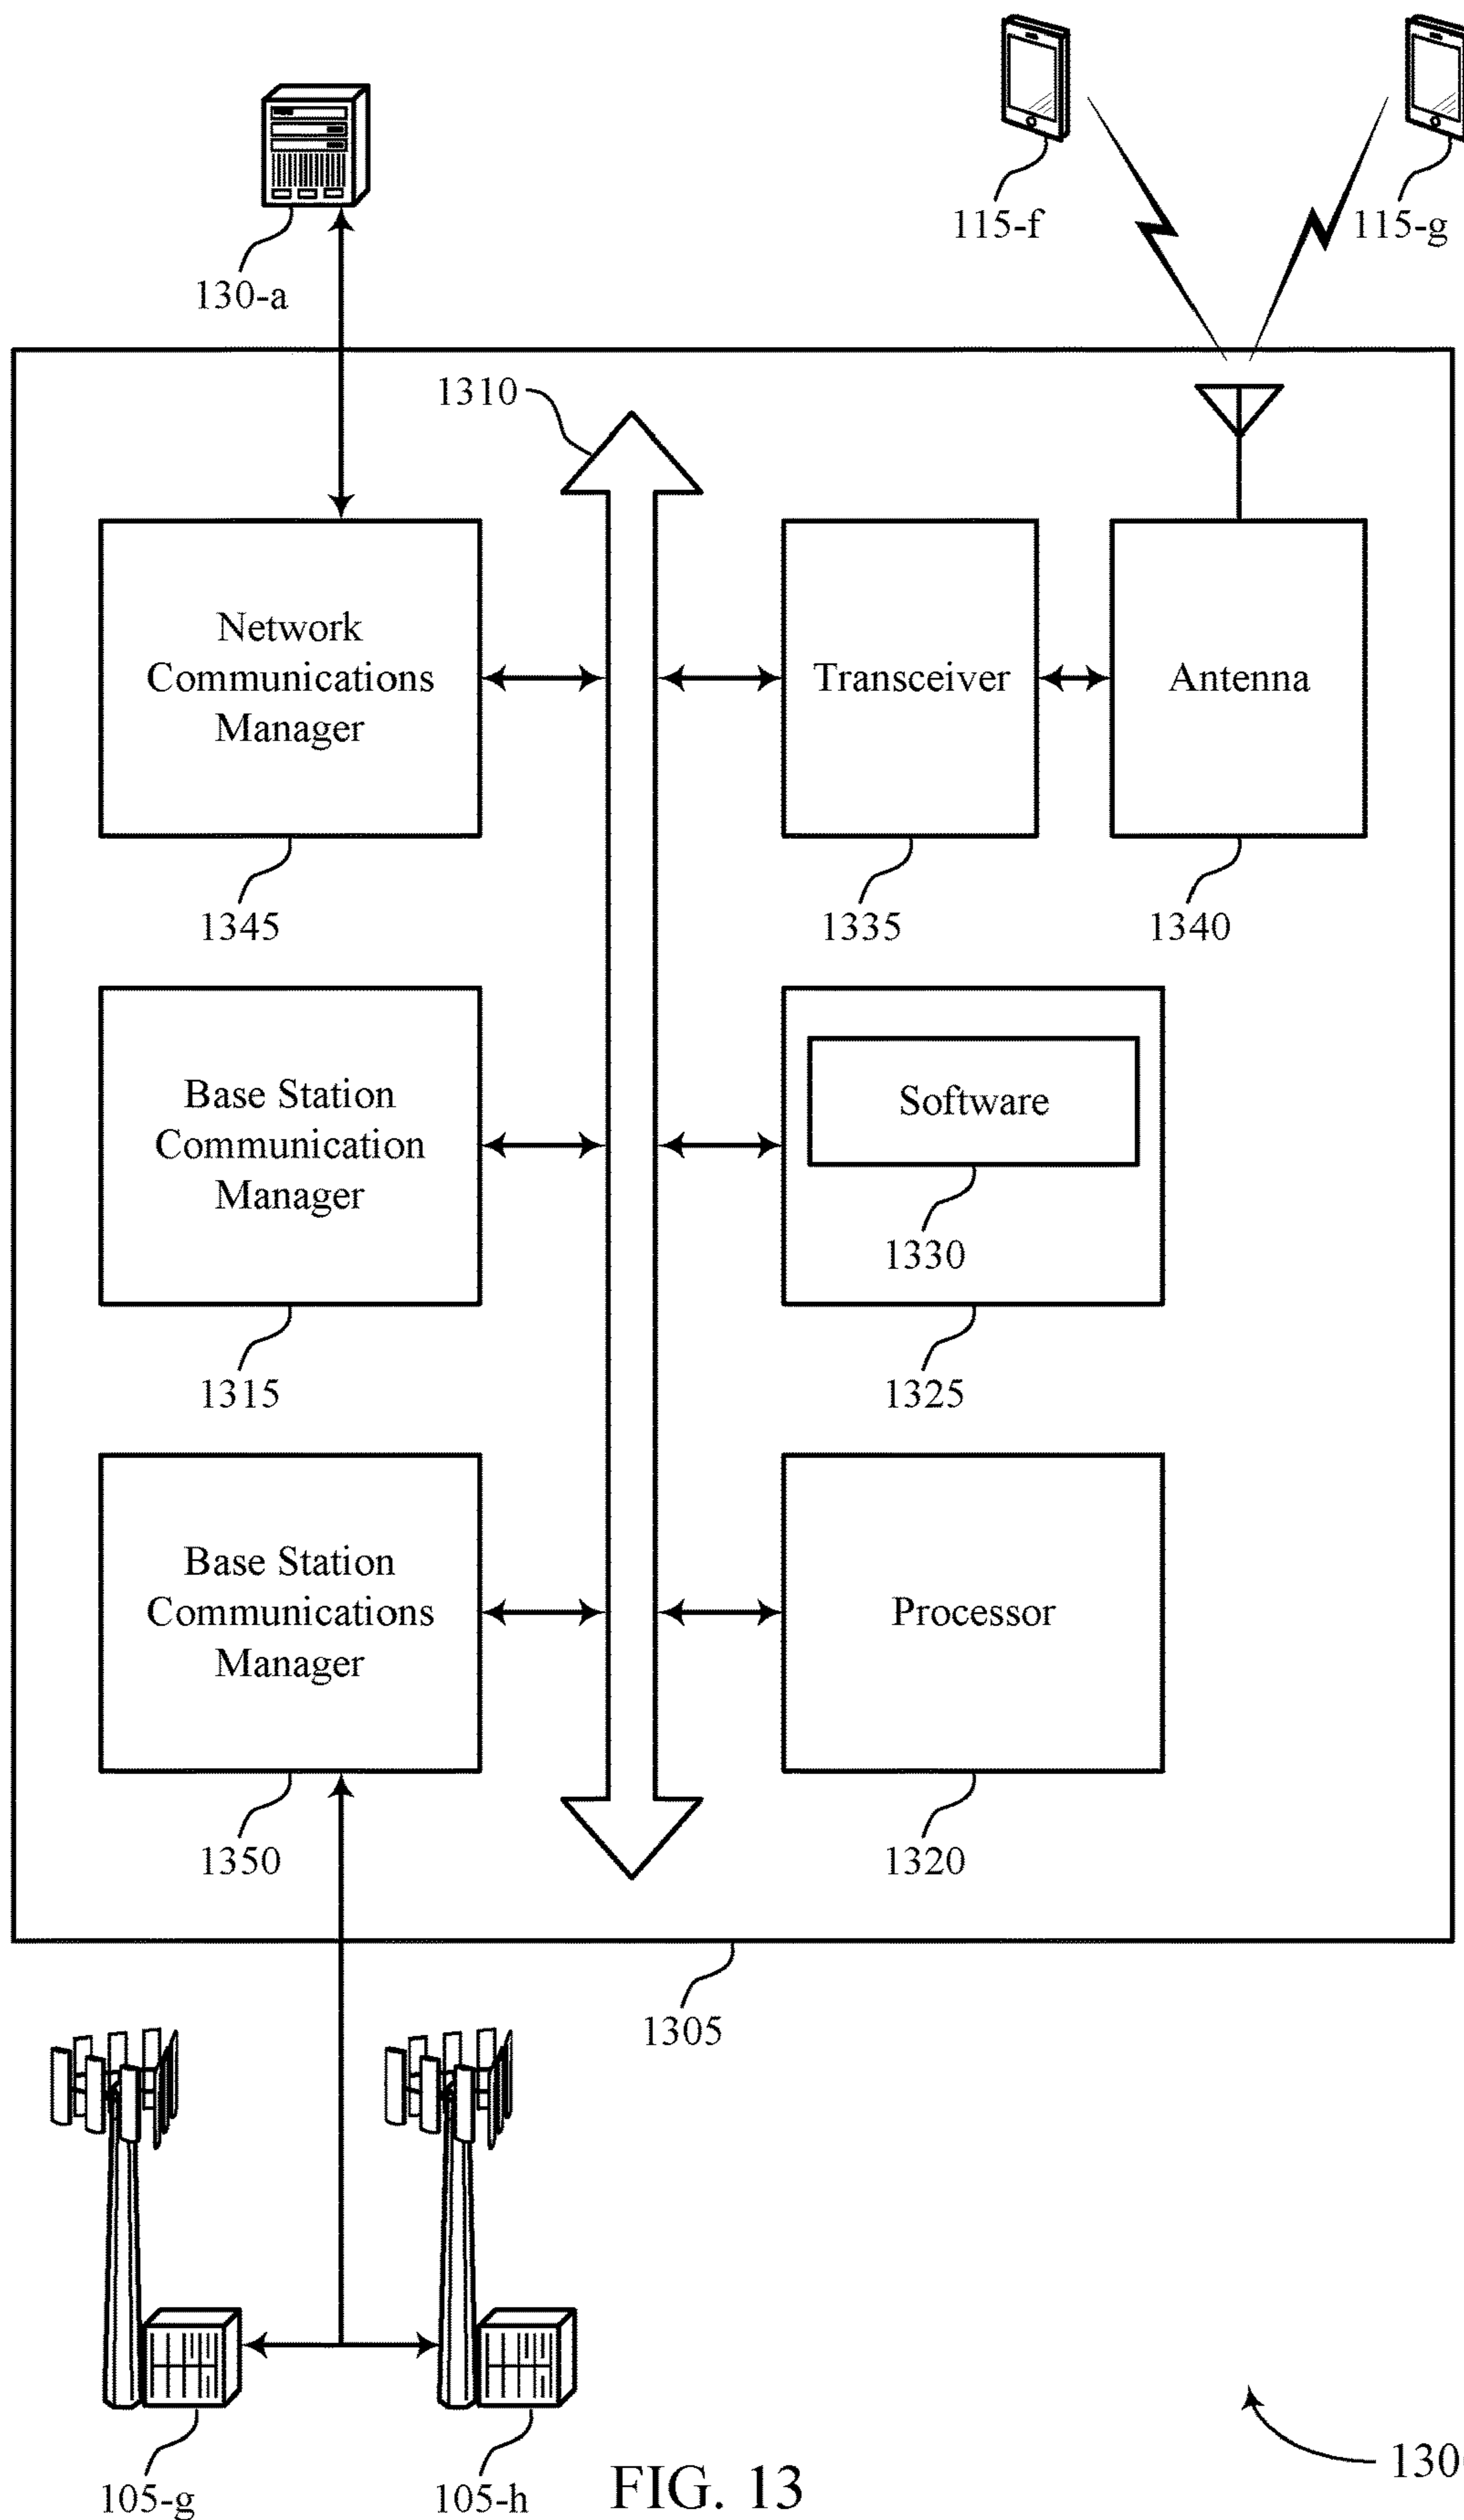 115-f
115-g
130-a
1310
Network
Communications
Manager
Transceiver
Antenna
1345
1335
1340
Base Station
Communication
Manager
Software
1330
1315
1325
Base Station
Communications
Manager
Processor
1350
1320
1305
105-g
105-h
FIG. 13